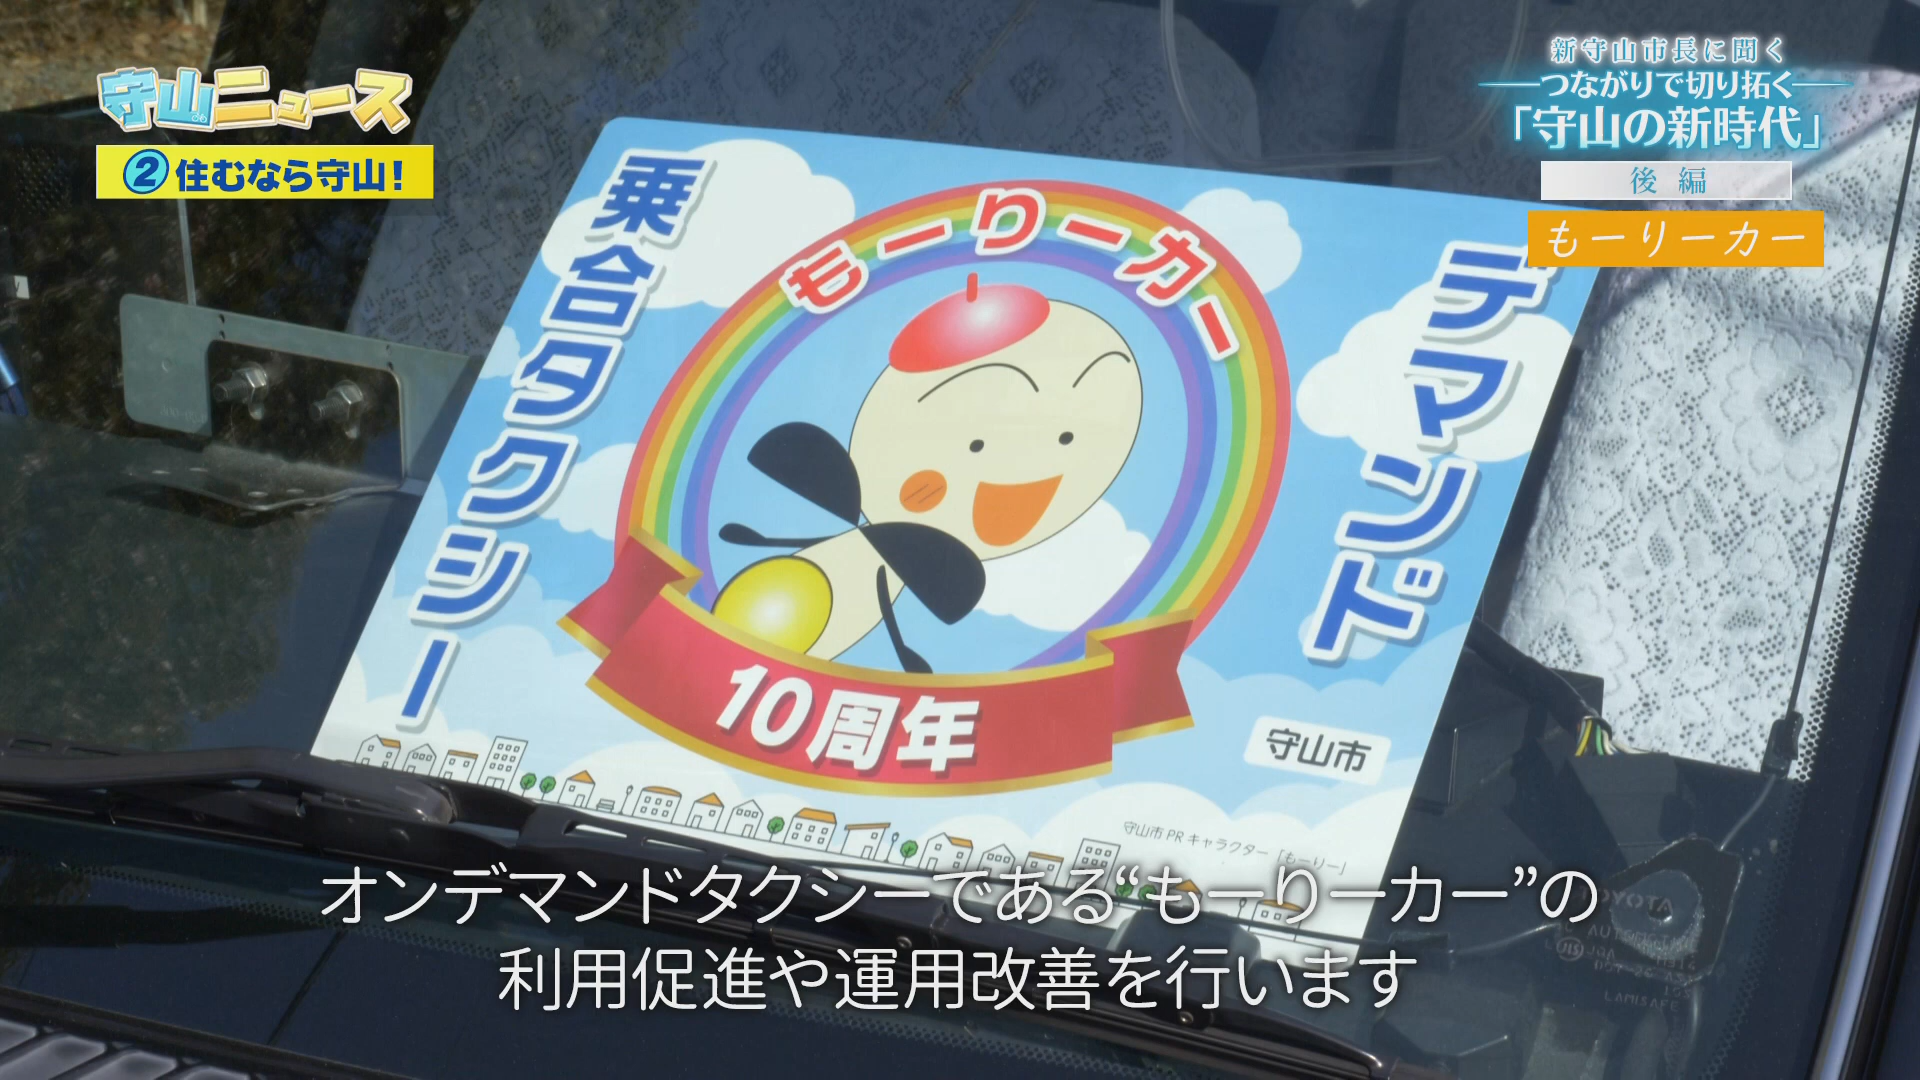 守山ニュース
②住むなら守山!
新守山市長に聞く
つながりで切り拓く
「守山の新時代」
後編
もーりーカー
デマンド
乗合タクシー
もーりーカー
10周年
守山市
守山市 PR キャラクター「もーりー」
オンデマンドタクシーである“もーりーカー”の
利用促進や運用改善を行います
TOYOTA
LAMISAFE